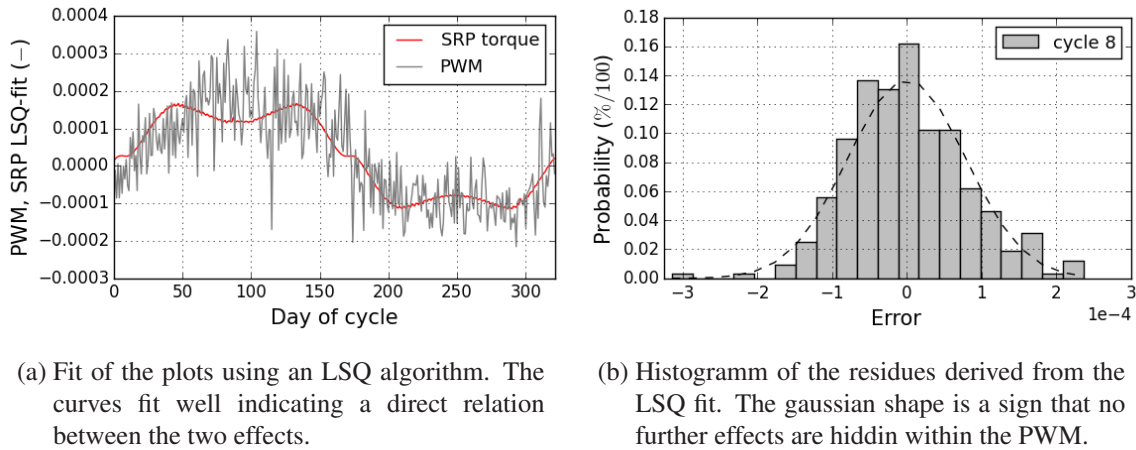 0.0004
0.0003
0.0002
0.0001
0.0000
−0.0001
−0.0002
−0.0003
PWM, SRP LSQ-fit (−)
SRP torque
PWM
0 50 100 150 200 250 300
Day of cycle
0.18
0.16
0.14
0.12
0.10
0.08
0.06
0.04
0.02
0.00
Probability (%/100)
cycle 8
−3 −2 −1 0 1 2 3
1e−4
Error
(a) Fit of the plots using an LSQ algorithm. The
curves fit well indicating a direct relation
between the two effects.
(b) Histogramm of the residues derived from the
LSQ fit. The gaussian shape is a sign that no
further effects are hiddin within the PWM.